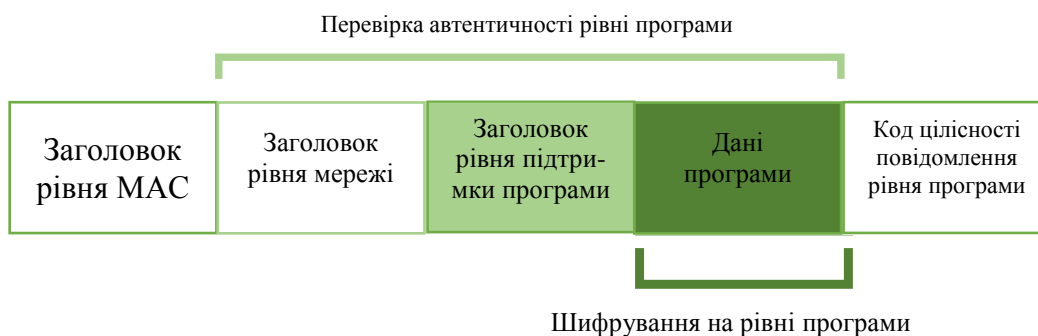 Перевірка автентичності рівні програми
Заголовок
рівня МАС
Заголовок
рівня мережі
Заголовок
рівня підтри-
мки програми
Дані
програми
Код цілісності
повідомлення
рівня програми
Шифрування на рівні програми